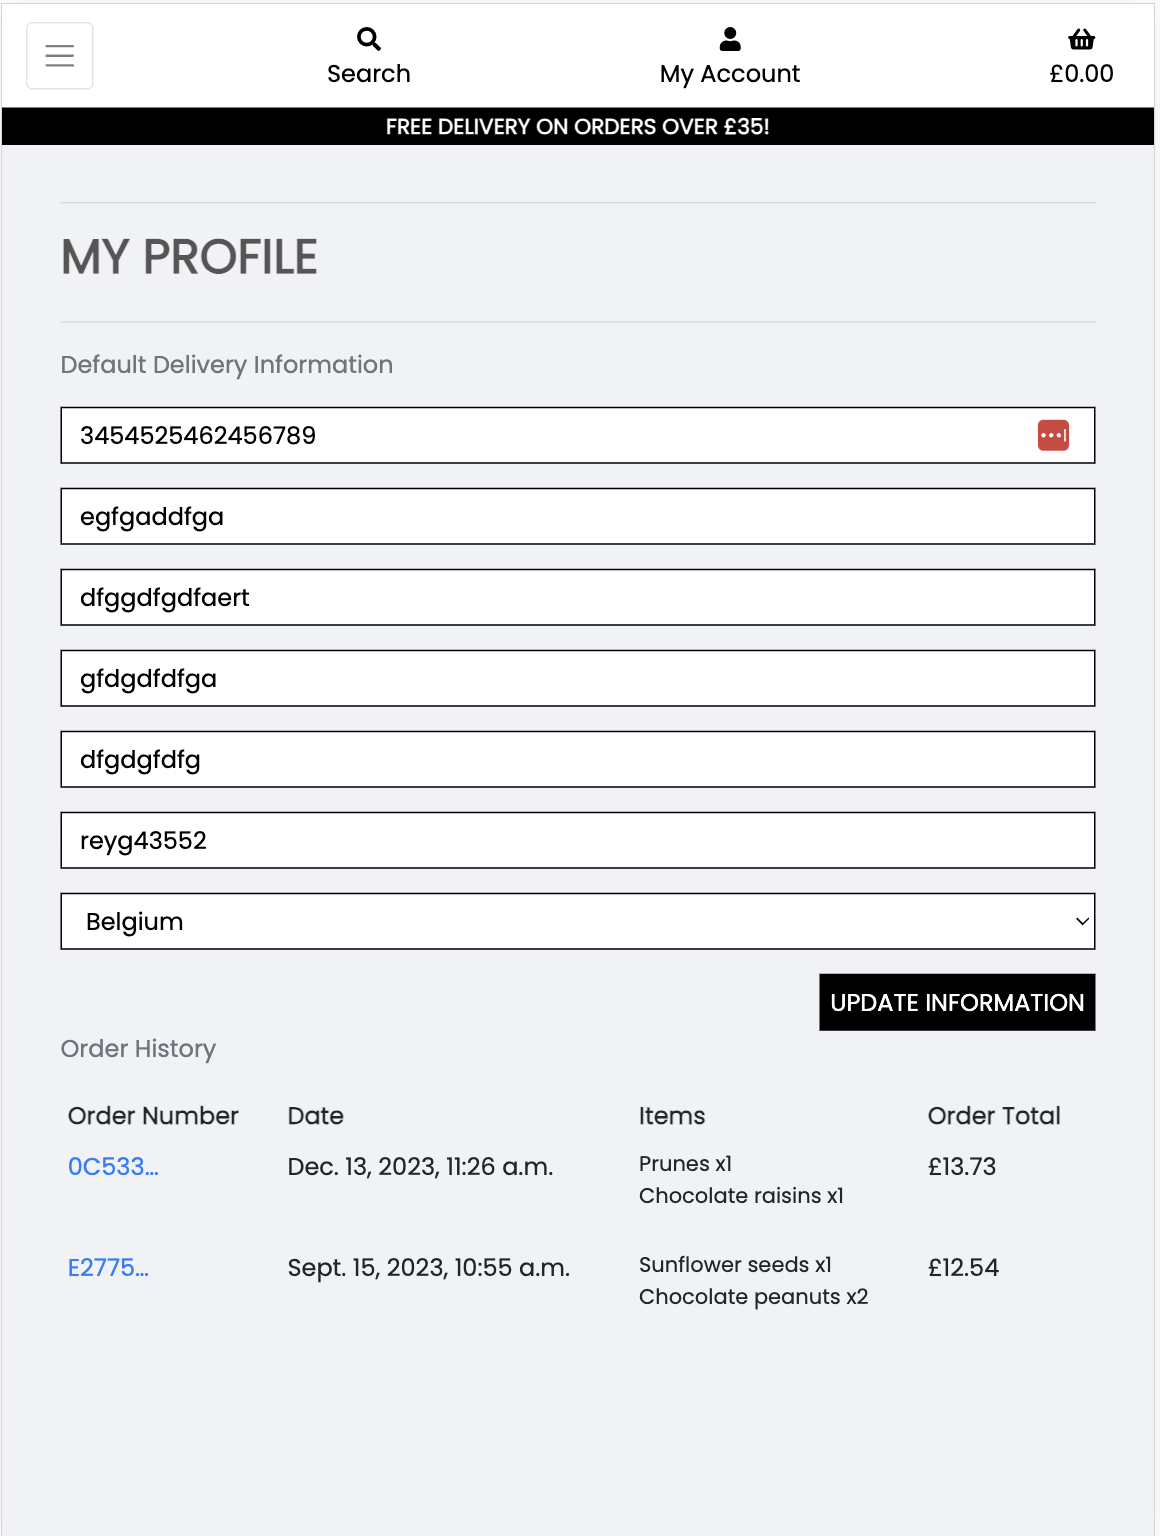 Search
My Account
£0.00
FREE DELIVERY ON ORDERS OVER £35!
MY PROFILE
Default Delivery Information
3454525462456789
egfgaddfga
dfggdfgdfaert
gfdgdfdfga
dfgdgfdfg
reyg43552
Belgium
UPDATE INFORMATION
Order History
Order Number Date Items Order Total
0C533... Dec. 13, 2023, 11:26 a.m. Prunes x1 £13.73
Chocolate raisins x1
E2775... Sept. 15, 2023, 10:55 a.m. Sunflower seeds x1 £12.54
Chocolate peanuts x2